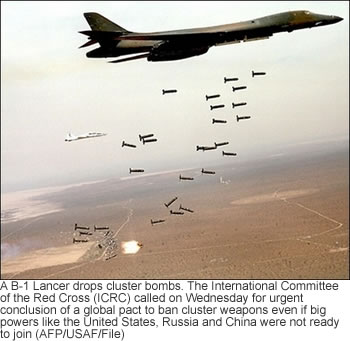 A B-1 Lancer drops cluster bombs. The International Committee
of the Red Cross (ICRC) called on Wednesday for urgent
conclusion of a global pact to ban cluster weapons even if big
powers like the United States, Russia and China were not ready
to join (AFP/USAF/File)